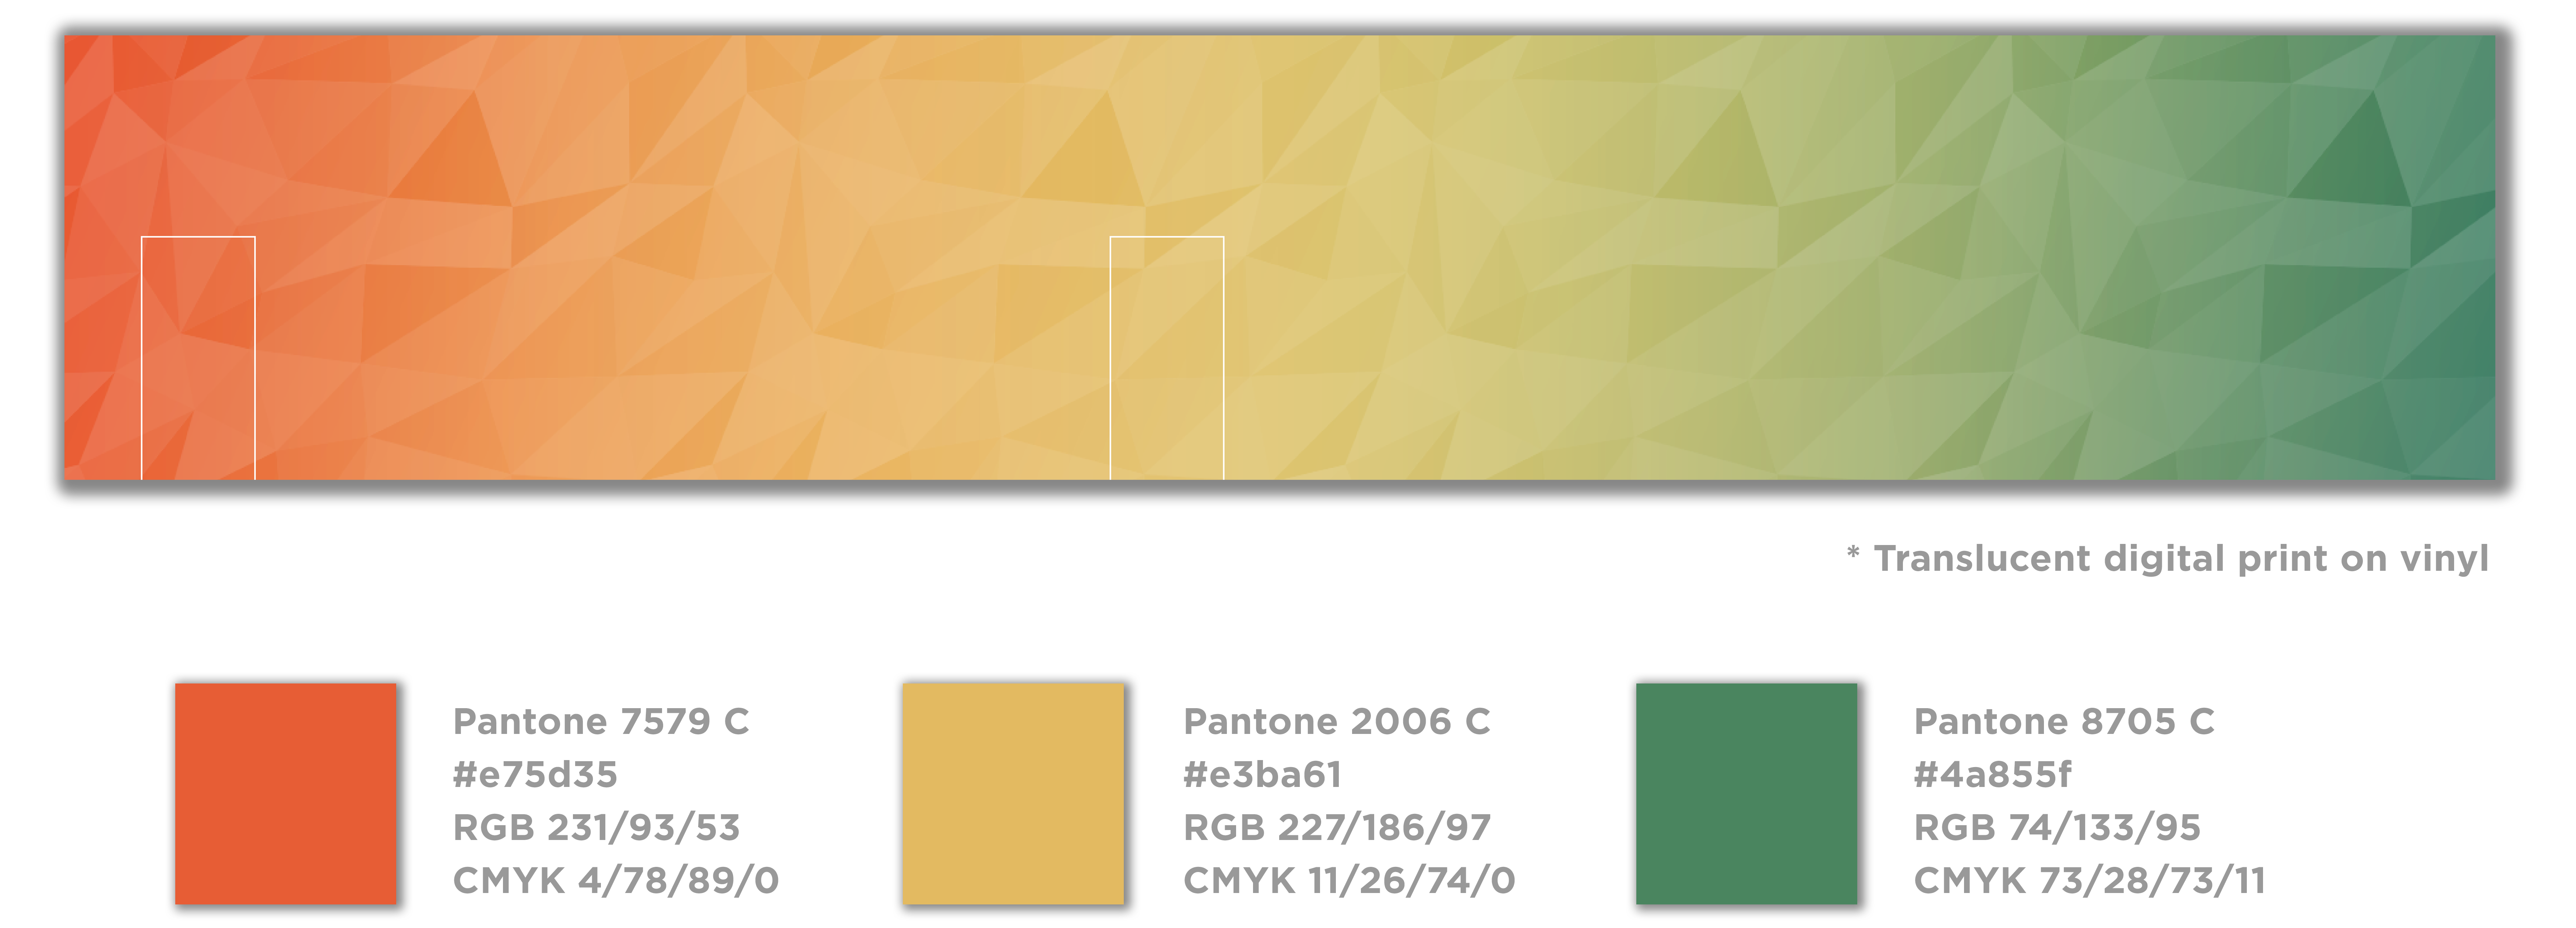 * Translucent digital print on vinyl
Pantone 7579 C
#e75d35
RGB 231/93/53
CMYK 4/78/89/0
Pantone 2006 C
#e3ba61
RGB 227/186/97
CMYK 11/26/74/0
Pantone 8705 C
#4a855f
RGB 74/133/95
CMYK 73/28/73/11